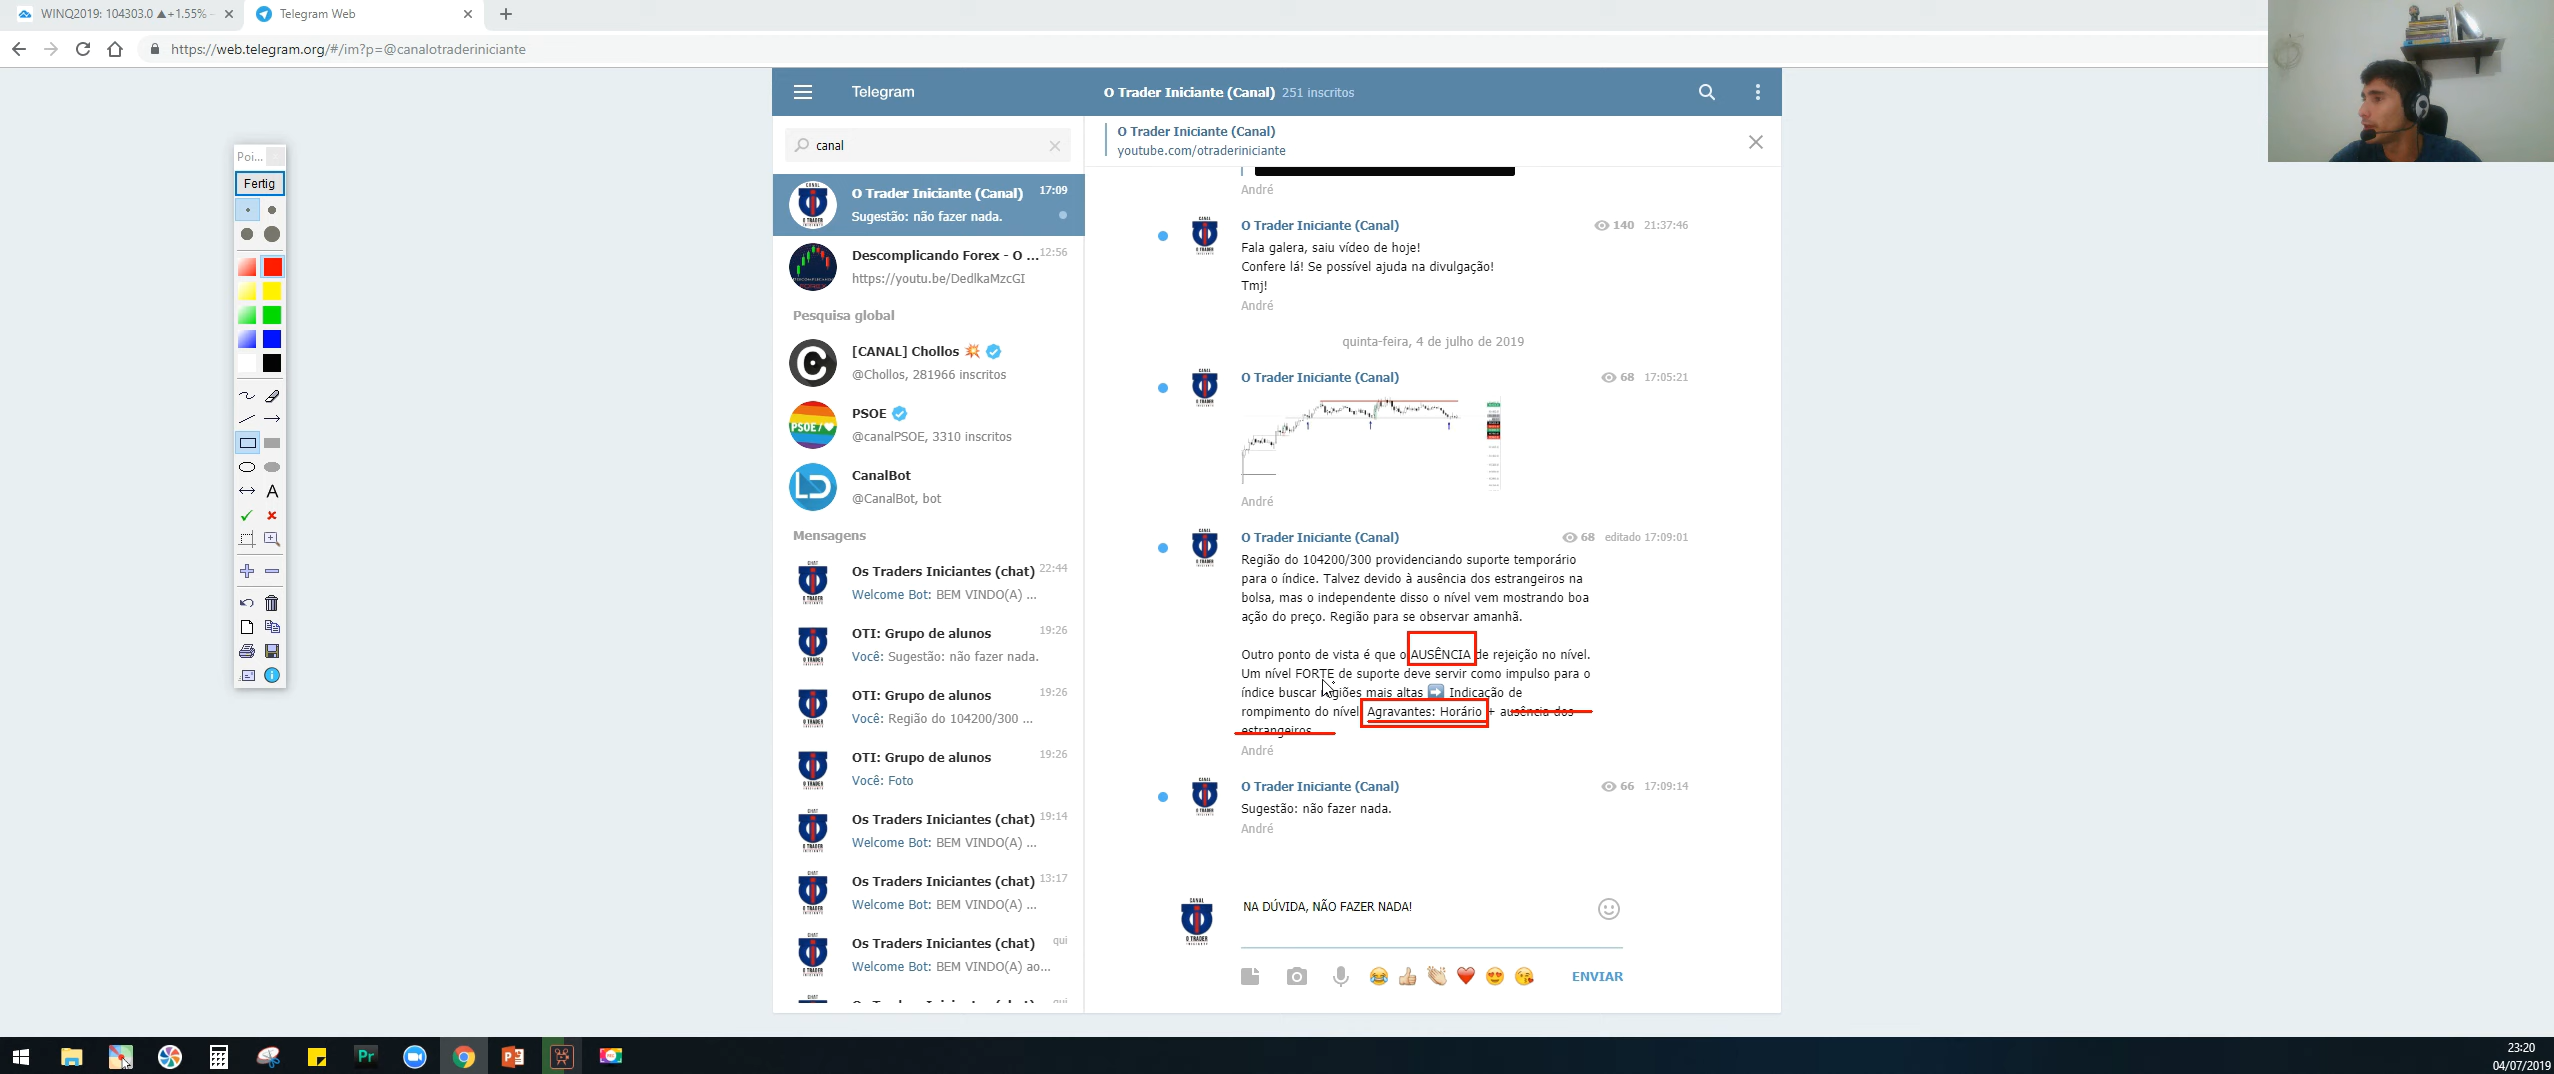 WINQ2019: 104303.0 ▲+1.55%
Telegram Web
https://web.telegram.org/#/im?p=@canalotraderiniciante
Poi...
Fertig
A
Telegram
O Trader Iniciante (Canal) 251 inscritos
canal
O Trader Iniciante (Canal) 17:09
Sugestão: não fazer nada.
Descomplicando Forex - O ... 12:56
https://youtu.be/DedlkaMzcGI
Pesquisa global
[CANAL] Chollos
@Chollos, 281966 inscritos
PSOE/
PSOE
@canalPSOE, 3310 inscritos
CanalBot
@CanalBot, bot
Mensagens
Os Traders Iniciantes (chat) 22:44
Welcome Bot: BEM VINDO(A) ...
OTI: Grupo de alunos 19:26
Você: Sugestão: não fazer nada.
OTI: Grupo de alunos 19:26
Você: Região do 104200/300 ...
OTI: Grupo de alunos 19:26
Você: Foto
Os Traders Iniciantes (chat) 19:14
Welcome Bot: BEM VINDO(A) ...
Os Traders Iniciantes (chat) 13:17
Welcome Bot: BEM VINDO(A) ...
Os Traders Iniciantes (chat) qui
Welcome Bot: BEM VINDO(A) ao...
O Trader Iniciante (Canal)
youtube.com/otraderiniciante
André
O Trader Iniciante (Canal) 140 21:37:46
Fala galera, saiu vídeo de hoje!
Confere lá! Se possível ajuda na divulgação!
Tmj!
André
quinta-feira, 4 de julho de 2019
O Trader Iniciante (Canal) 68 17:05:21
André
O Trader Iniciante (Canal) 68 editado 17:09:01
Região do 104200/300 providenciando suporte temporário
para o índice. Talvez devido à ausência dos estrangeiros na
bolsa, mas o independente disso o nível vem mostrando boa
ação do preço. Região para se observar amanhã.
Outro ponto de vista é que o AUSÊNCIA de rejeição no nível.
Um nível FORTE de suporte deve servir como impulso para o
índice buscar regiões mais altas ➡ Indicação de
rompimento do nível Agravantes: Horário + ausência dos
estrangeiros
André
O Trader Iniciante (Canal) 66 17:09:14
Sugestão: não fazer nada.
André
NA DÚVIDA, NÃO FAZER NADA!
ENVIAR
Pr
23:20
04/07/2019